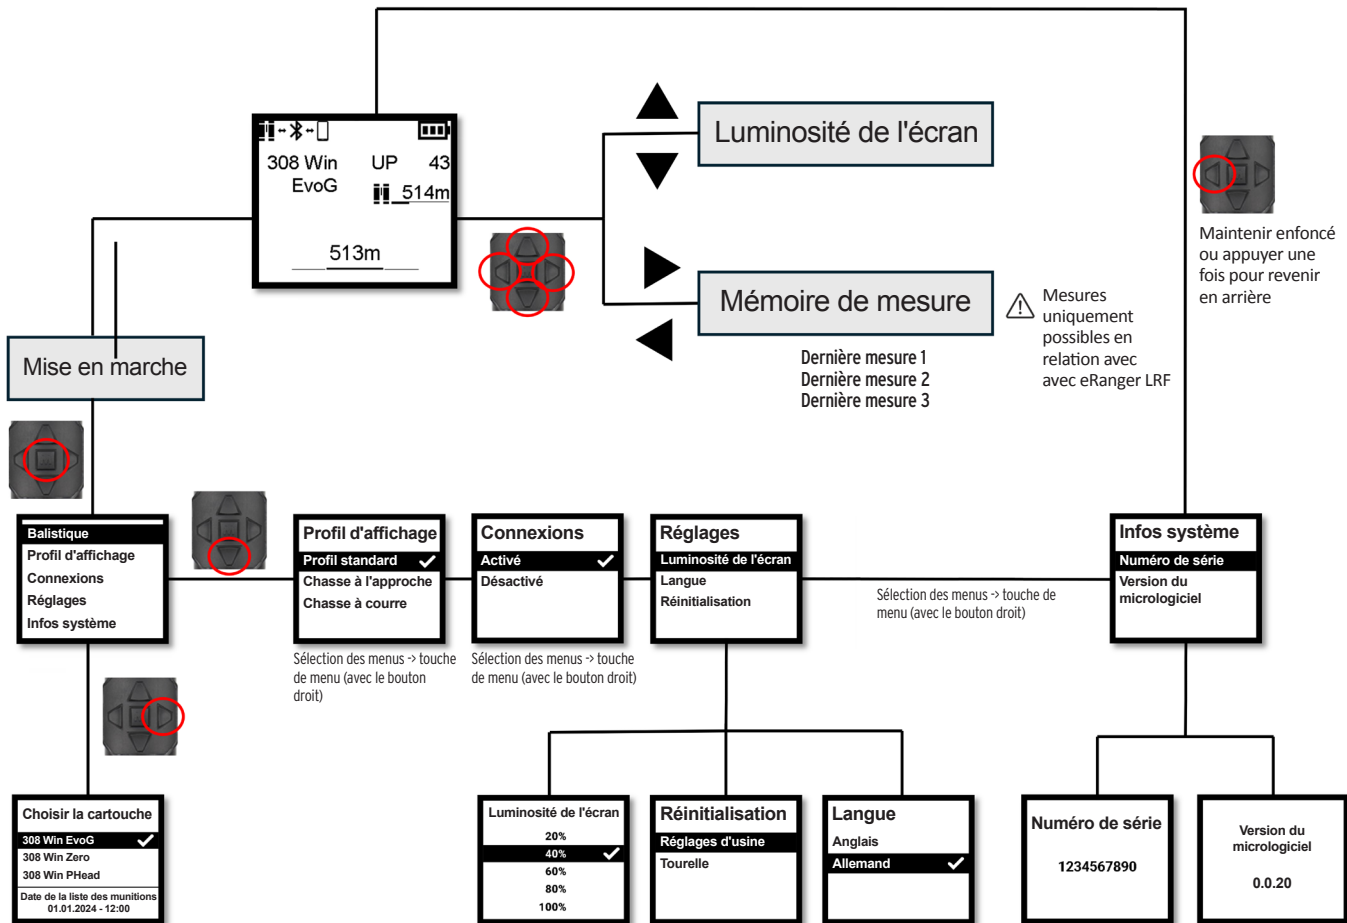 308 Win UP 43
EvoG 514m
513m
Luminosité de l'écran
Mémoire de mesure
Dernière mesure 1
Dernière mesure 2
Dernière mesure 3
Mesures
uniquement
possibles en
relation avec
avec eRanger LRF
Maintenir enfoncé
ou appuyer une
fois pour revenir
en arrière
Mise en marche
Balistique
Profil d'affichage
Connexions
Réglages
Infos système
Profil d'affichage
Profil standard
Chasse à l'approche
Chasse à courre
Sélection des menus -> touche
de menu (avec le bouton
droit)
Connexions
Activé
Désactivé
Sélection des menus -> touche
de menu (avec le bouton droit)
Réglages
Luminosité de l'écran
Langue
Réinitialisation
Sélection des menus -> touche de
menu (avec le bouton droit)
Infos système
Numéro de série
Version du
micrologiciel
Choisir la cartouche
308 Win EvoG
308 Win Zero
308 Win PHead
Date de la liste des munitions
01.01.2024 - 12:00
Luminosité de l'écran
20%
40%
60%
80%
100%
Réinitialisation
Réglages d'usine
Tourelle
Langue
Anglais
Allemand
Numéro de série
1234567890
Version du
micrologiciel
0.0.20